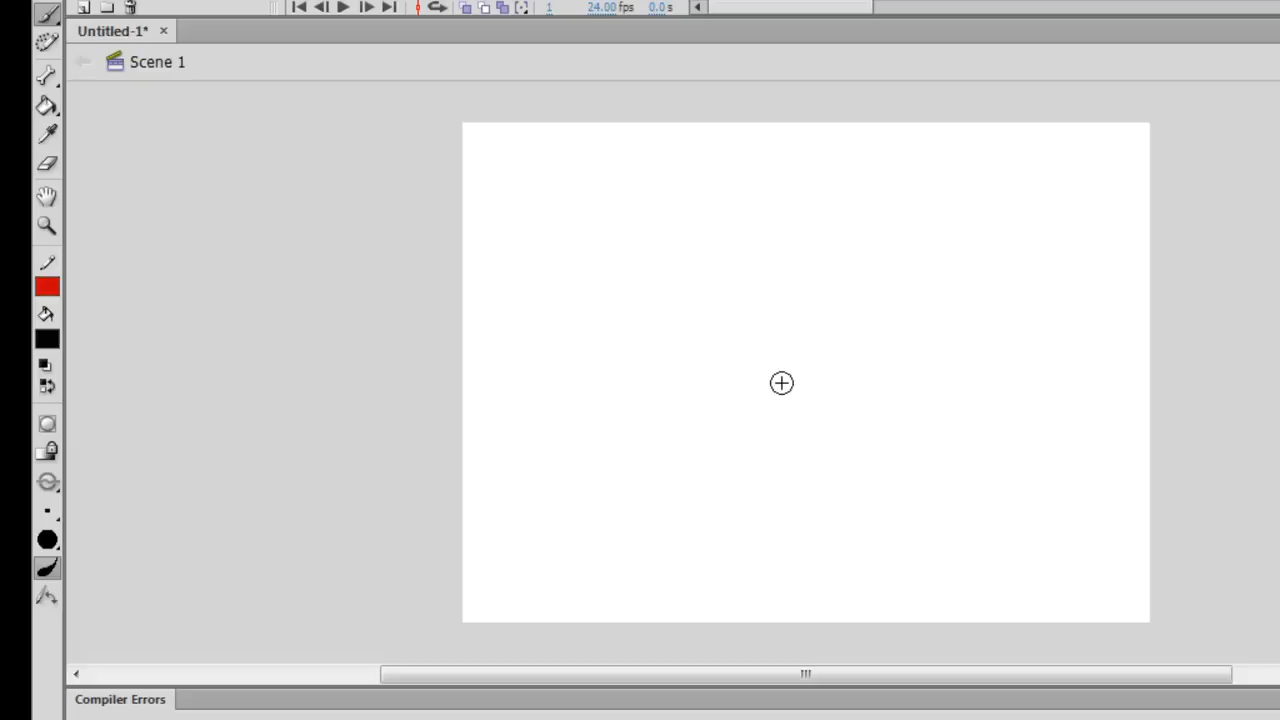 1 24.00 fps 0.0 s
Untitled-1* ×
Scene 1
Compiler Errors